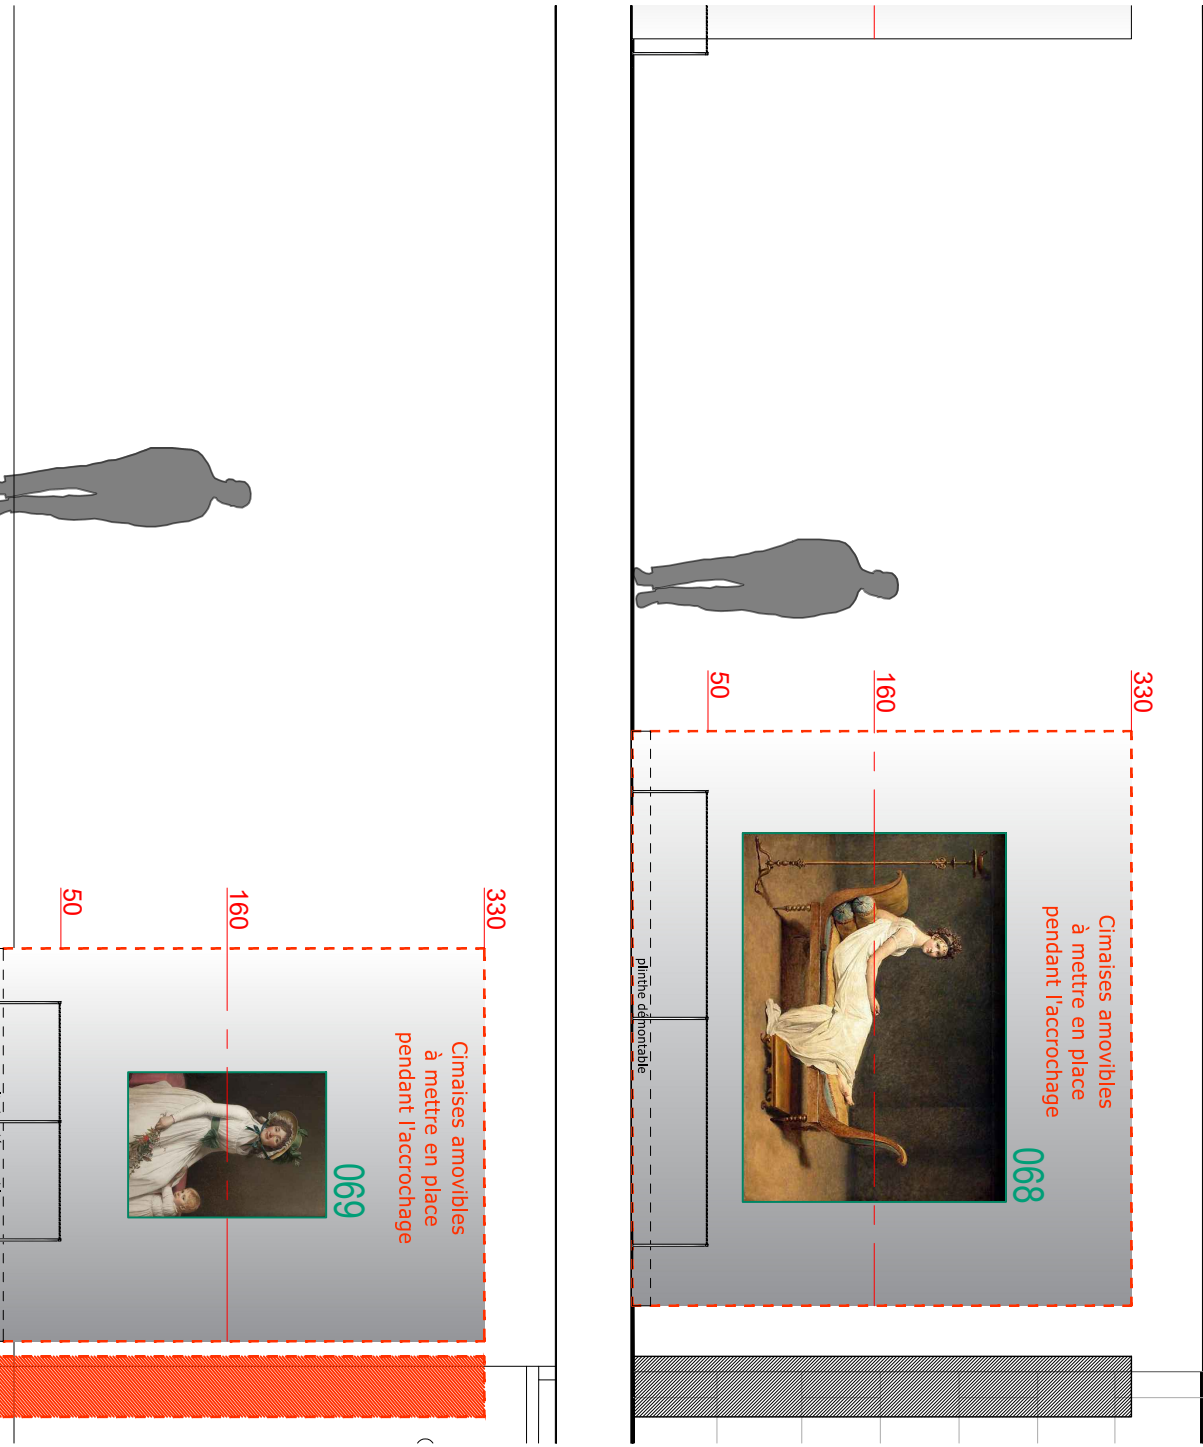 330
160
50
Cimaises amovibles
à mettre en place
pendant l'accrochage
068
plinthe démontable
330
160
50
Cimaises amovibles
à mettre en place
pendant l'accrochage
069